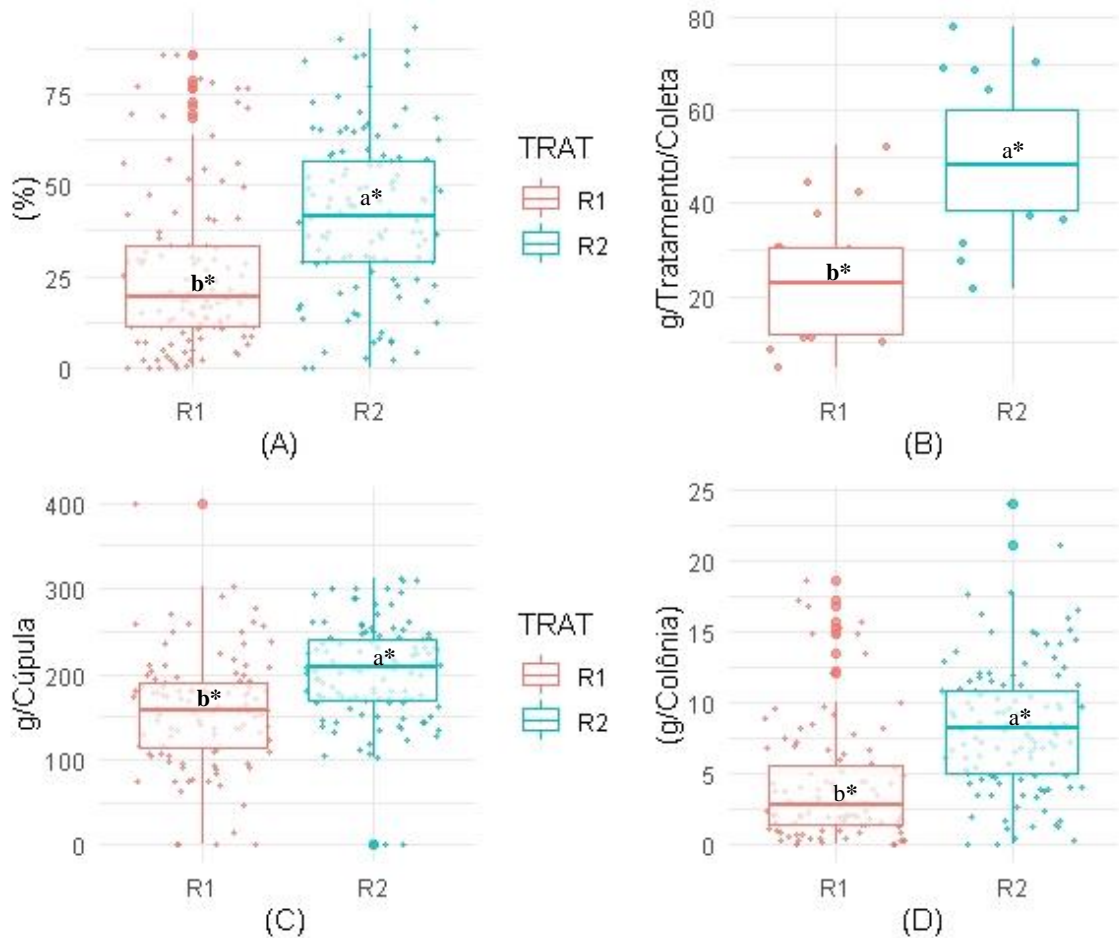 (%)
75
50
25
0
b*
a*
R1
R2
(A)
TRAT
R1
R2
g/Tratamento/Coleta
80
60
40
20
b*
a*
R1
R2
(B)
g/Cúpula
400
300
200
100
0
b*
a*
R1
R2
(C)
TRAT
R1
R2
(g/Colônia)
25
20
15
10
5
0
b*
a*
R1
R2
(D)